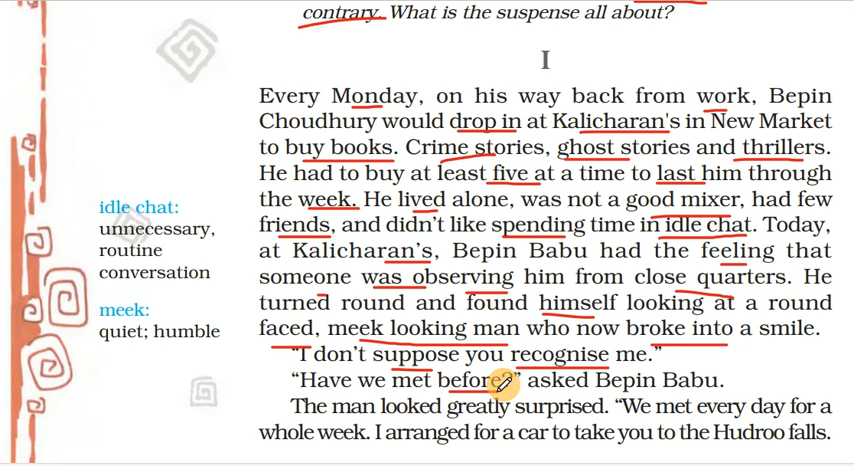 contrary. What is the suspense all about?
I
Every Monday, on his way back from work, Bepin
Choudhury would drop in at Kalicharan's in New Market
to buy books. Crime stories, ghost stories and thrillers.
He had to buy at least five at a time to last him through
the week. He lived alone, was not a good mixer, had few
friends, and didn't like spending time in idle chat. Today,
at Kalicharan's, Bepin Babu had the feeling that
someone was observing him from close quarters. He
turned round and found himself looking at a round
faced, meek looking man who now broke into a smile.
“I don't suppose you recognise me.”
“Have we met before?” asked Bepin Babu.
The man looked greatly surprised. “We met every day for a
whole week. I arranged for a car to take you to the Hudroo falls.
idle chat:
unnecessary,
routine
conversation
meek:
quiet; humble